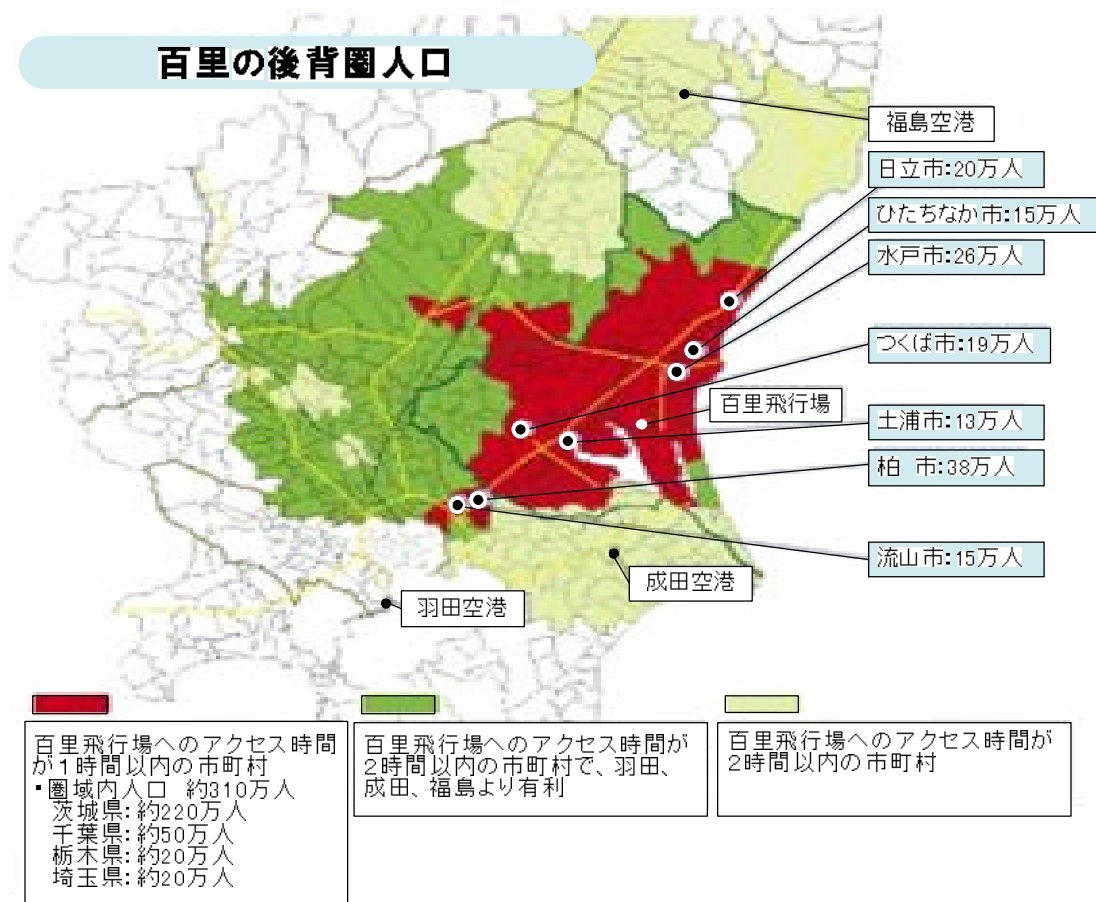 百里の後背圏人口
福島空港
日立市:20万人
ひたちなか市:15万人
水戸市:26万人
つくば市:19万人
百里飛行場
土浦市:13万人
柏 市:38万人
流山市:15万人
成田空港
羽田空港
百里飛行場へのアクセス時間
が1時間以内の市町村
・圏域内人口 約310万人
茨城県:約220万人
千葉県:約50万人
栃木県:約20万人
埼玉県:約20万人
百里飛行場へのアクセス時間が
2時間以内の市町村で、羽田、
成田、福島より有利
百里飛行場へのアクセス時間が
2時間以内の市町村